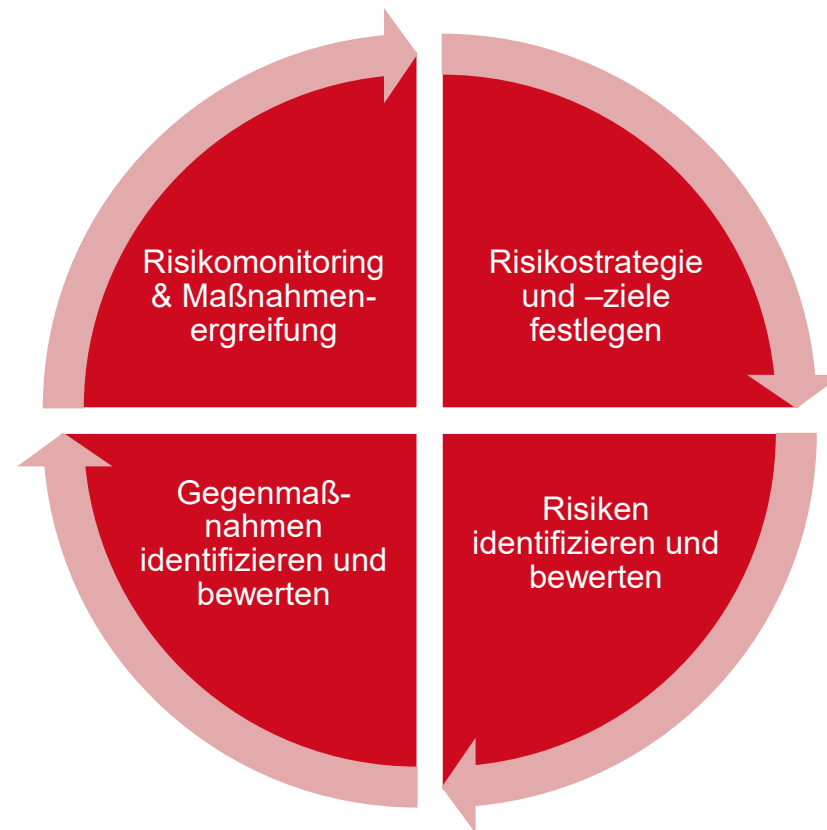 Risikomonitoring
& Maßnahmen-
ergreifung
Risikostrategie
und –ziele
festlegen
Gegenmaß-
nahmen
identifizieren und
bewerten
Risiken
identifizieren und
bewerten